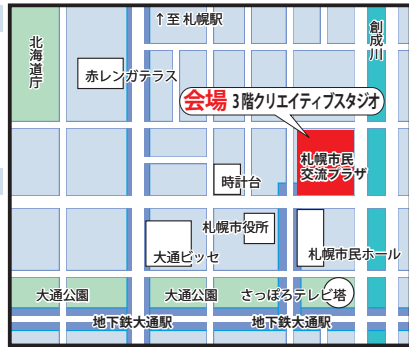 ↑至 札幌駅
北海道庁
創成川
赤レンガテラス
会場 3階クリエイティブスタジオ
札幌市民
交流プラザ
時計台
札幌市役所
大通ビッセ
札幌市民ホール
大通公園
大通公園
さっぽろテレビ塔
地下鉄大通駅
地下鉄大通駅